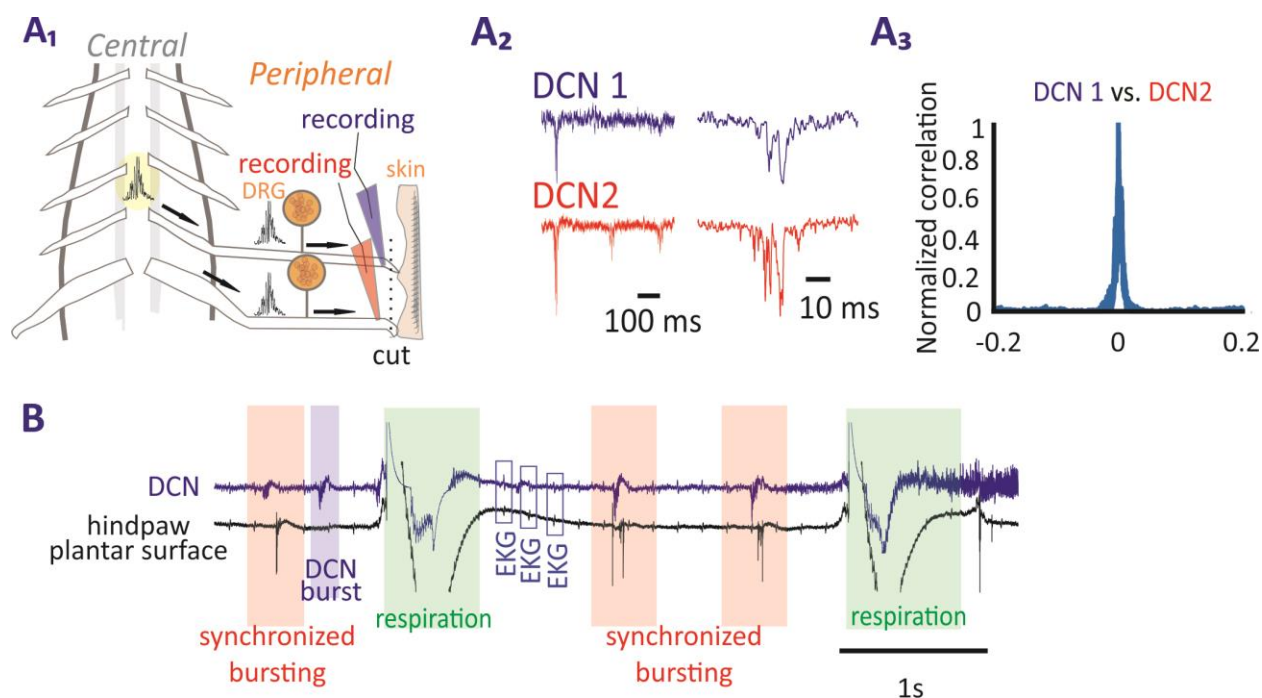 A₁
Central
Peripheral
recording
recording
DRG
skin
cut
A₂
DCN 1
DCN2
100 ms
10 ms
A₃
DCN 1 vs. DCN2
Normalized correlation
1
0.8
0.6
0.4
0.2
0
-0.2
0
0.2
B
DCN
hindpaw
plantar surface
DCN
burst
synchronized
bursting
respiration
EKG
EKG
EKG
synchronized
bursting
respiration
1s